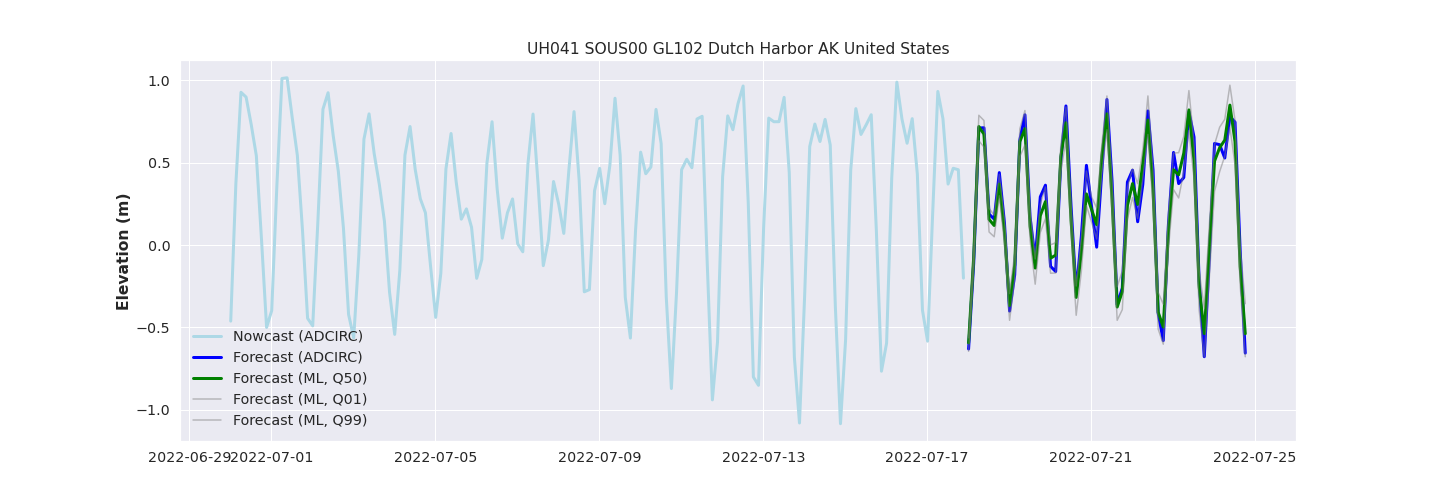 UH041 SOUS00 GL102 Dutch Harbor AK United States
Elevation (m)
1.0
0.5
0.0
−0.5
−1.0
Nowcast (ADCIRC)
Forecast (ADCIRC)
Forecast (ML, Q50)
Forecast (ML, Q01)
Forecast (ML, Q99)
2022-06-29 2022-07-01 2022-07-05 2022-07-09 2022-07-13 2022-07-17 2022-07-21 2022-07-25